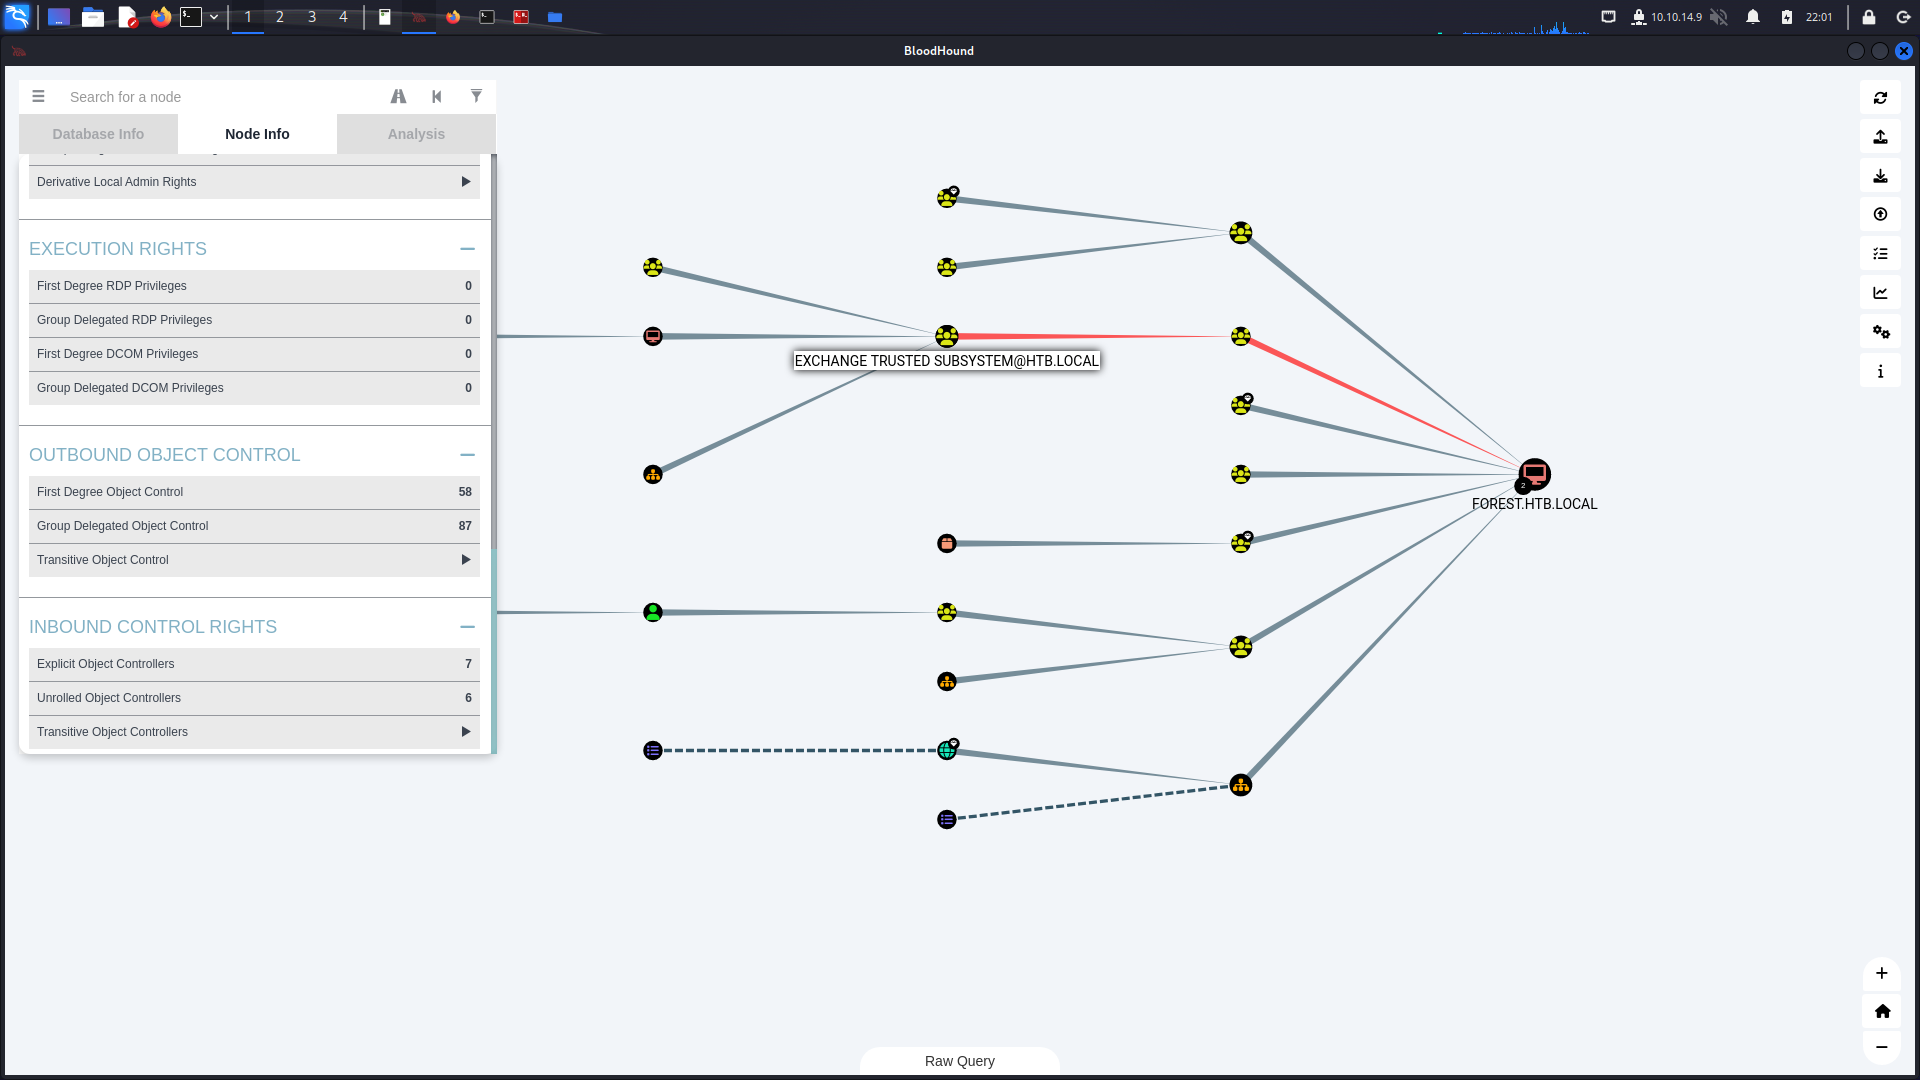 1 2 3 4
10.10.14.9
22:01
BloodHound
Search for a node
Database Info
Node Info
Analysis
Derivative Local Admin Rights
EXECUTION RIGHTS
First Degree RDP Privileges 0
Group Delegated RDP Privileges 0
First Degree DCOM Privileges 0
Group Delegated DCOM Privileges 0
OUTBOUND OBJECT CONTROL
First Degree Object Control 58
Group Delegated Object Control 87
Transitive Object Control
INBOUND CONTROL RIGHTS
Explicit Object Controllers 7
Unrolled Object Controllers 6
Transitive Object Controllers
EXCHANGE TRUSTED SUBSYSTEM@HTB.LOCAL
2
FOREST.HTB.LOCAL
Raw Query